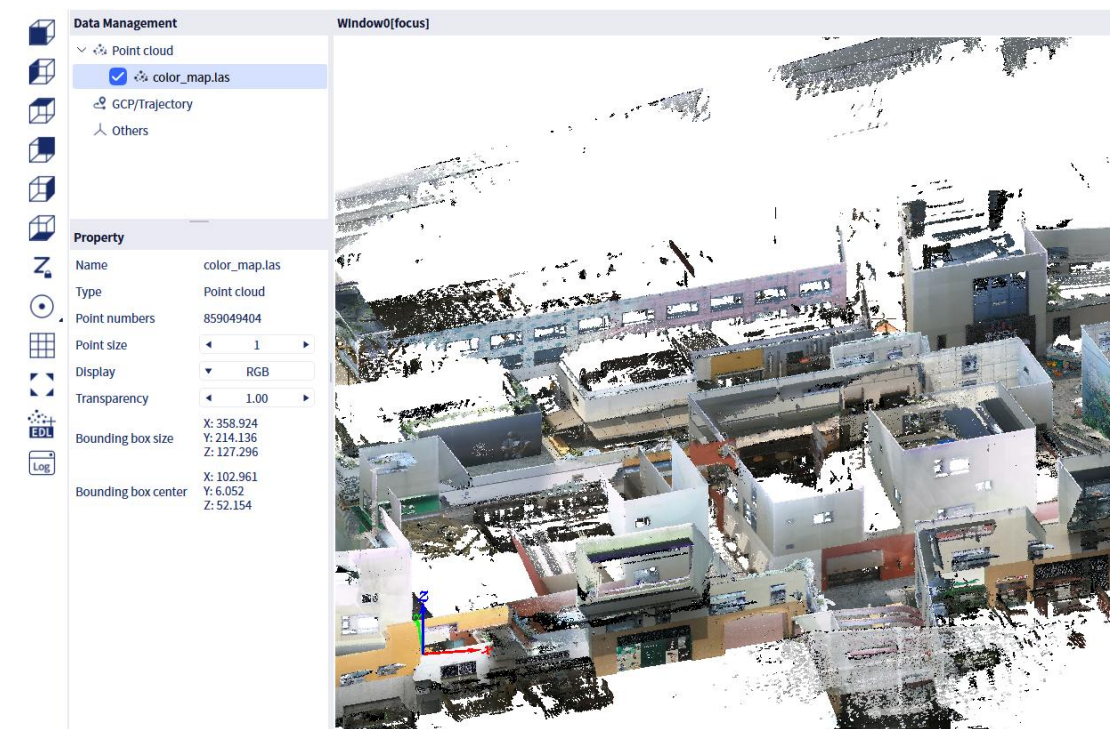 Data Management
Window0[focus]
Point cloud
color_map.las
GCP/Trajectory
Others
Property
Name color_map.las
Type Point cloud
Point numbers 859049404
Point size 1
Display RGB
Transparency 1.00
Bounding box size
X: 358.924
Y: 214.136
Z: 127.296
Bounding box center
X: 102.961
Y: 6.052
Z: 52.154
Z
EDL
Log
Z
X